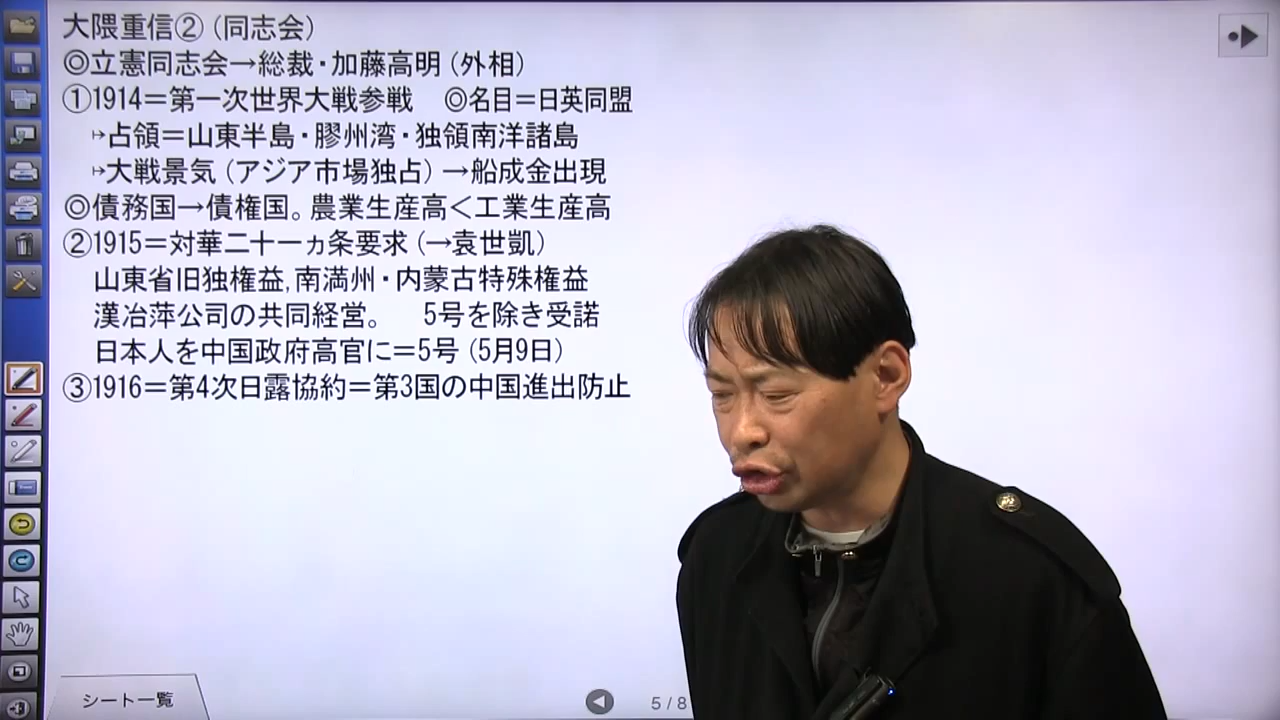 大隈重信②(同志会)
◎立憲同志会→総裁・加藤高明(外相)
①1914＝第一次世界大戦参戦　◎名目＝日英同盟
↦占領＝山東半島・膠州湾・独領南洋諸島
↦大戦景気(アジア市場独占)→船成金出現
◎債務国→債権国。農業生産高＜工業生産高
②1915＝対華二十一ヵ条要求(→袁世凱)
山東省旧独権益,南満州・内蒙古特殊権益
漢冶萍公司の共同経営。　5号を除き受諾
日本人を中国政府高官に＝5号(5月9日)
③1916＝第4次日露協約＝第3国の中国進出防止
シート一覧
5/8